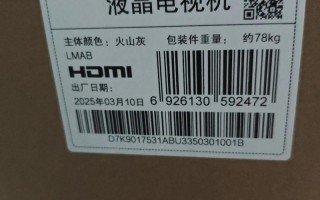 液晶电视机
主体颜色：火山灰 包装件重量：约78kg
LMAB
HDMI
出厂日期：
2025年03月10日
6 926130 592472
D7K9017531ABU3350301001B